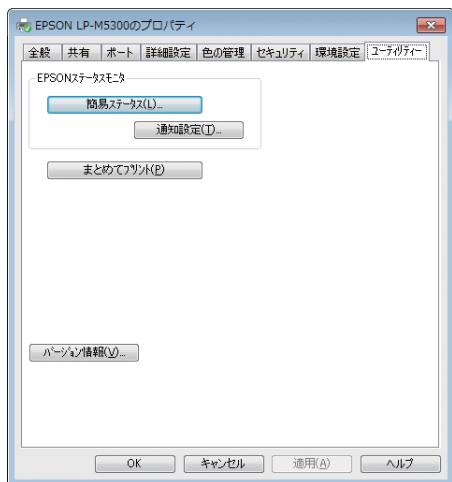 EPSON LP-M5300のプロパティ
全般 共有 ポート 詳細設定 色の管理 セキュリティ 環境設定 ユーティリティー
EPSONステータスモニタ
簡易ステータス(L)...
通知設定(T)...
まとめてプリント(P)
バージョン情報(V)...
OK キャンセル 適用(A) ヘルプ